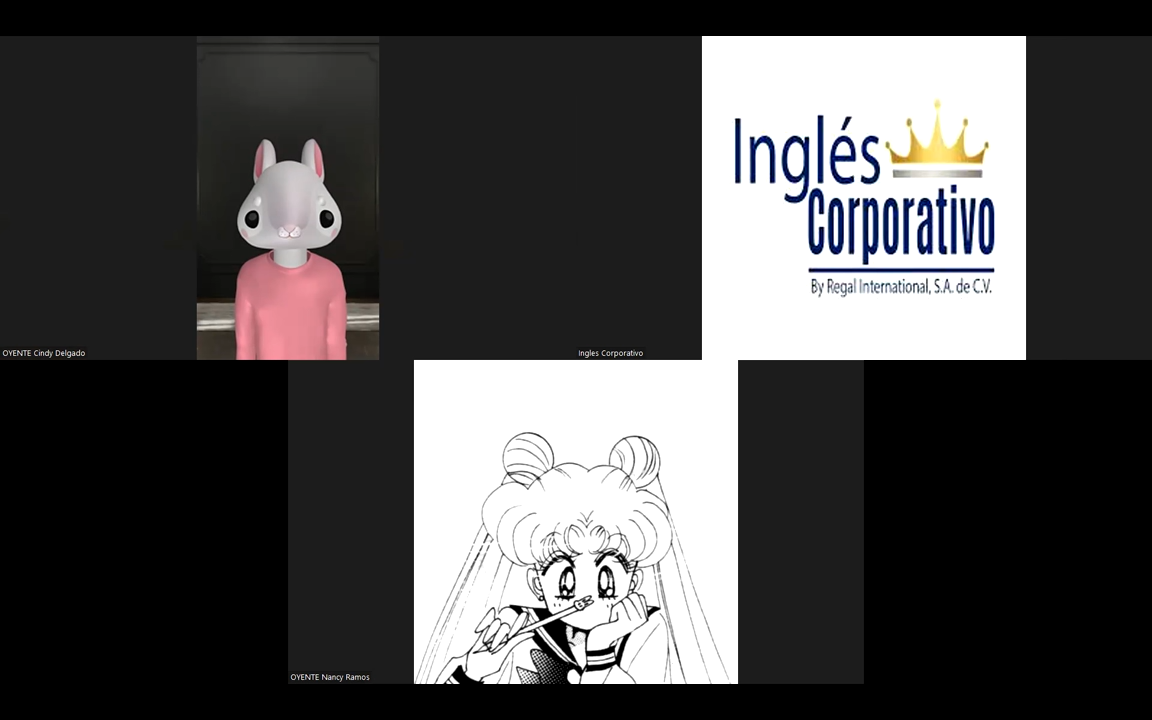 Inglés
Corporativo
By Regal International, S.A. de C.V.
OYENTE Cindy Delgado
Ingles Corporativo
OYENTE Nancy Ramos